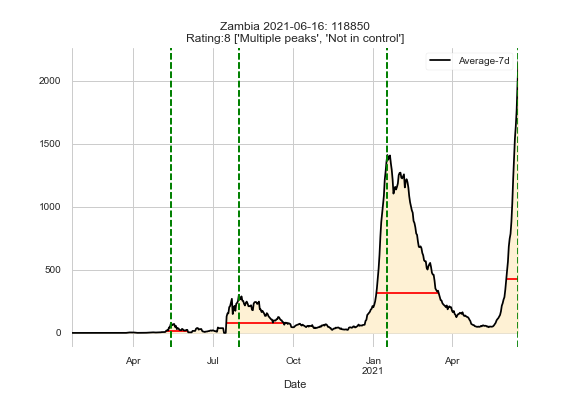 Zambia 2021-06-16: 118850
Rating:8 ['Multiple peaks', 'Not in control']
Average-7d
2000
1500
1000
500
0
Apr Jul Oct Jan Apr
2021
Date